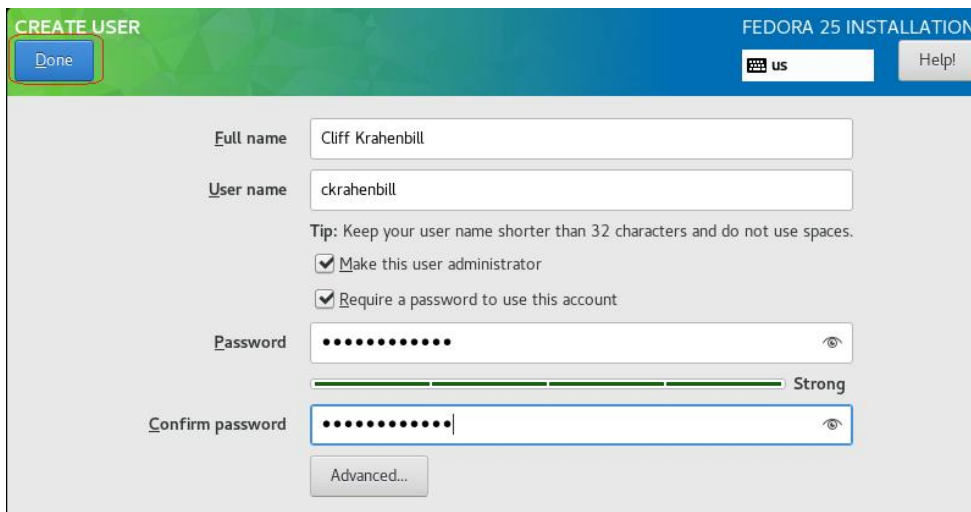 CREATE USER
FEDORA 25 INSTALLATION
Done
us
Help!
Full name
Cliff Krahenbill
User name
ckrahenbill
Tip: Keep your user name shorter than 32 characters and do not use spaces.
Make this user administrator
Require a password to use this account
Password
••••••••••••
Strong
Confirm password
••••••••••••
Advanced...